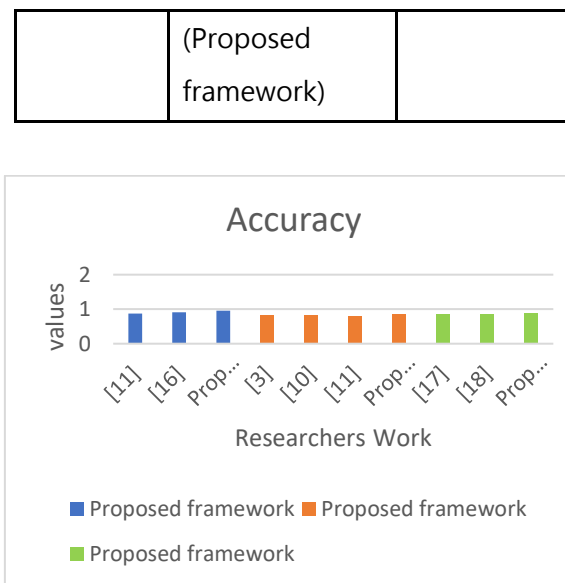 (Proposed
framework)
Accuracy
2
1
0
values
[11]
[16]
Prop...
[3]
[10]
[11]
Prop...
[17]
[18]
Prop...
Researchers Work
Proposed framework
Proposed framework
Proposed framework